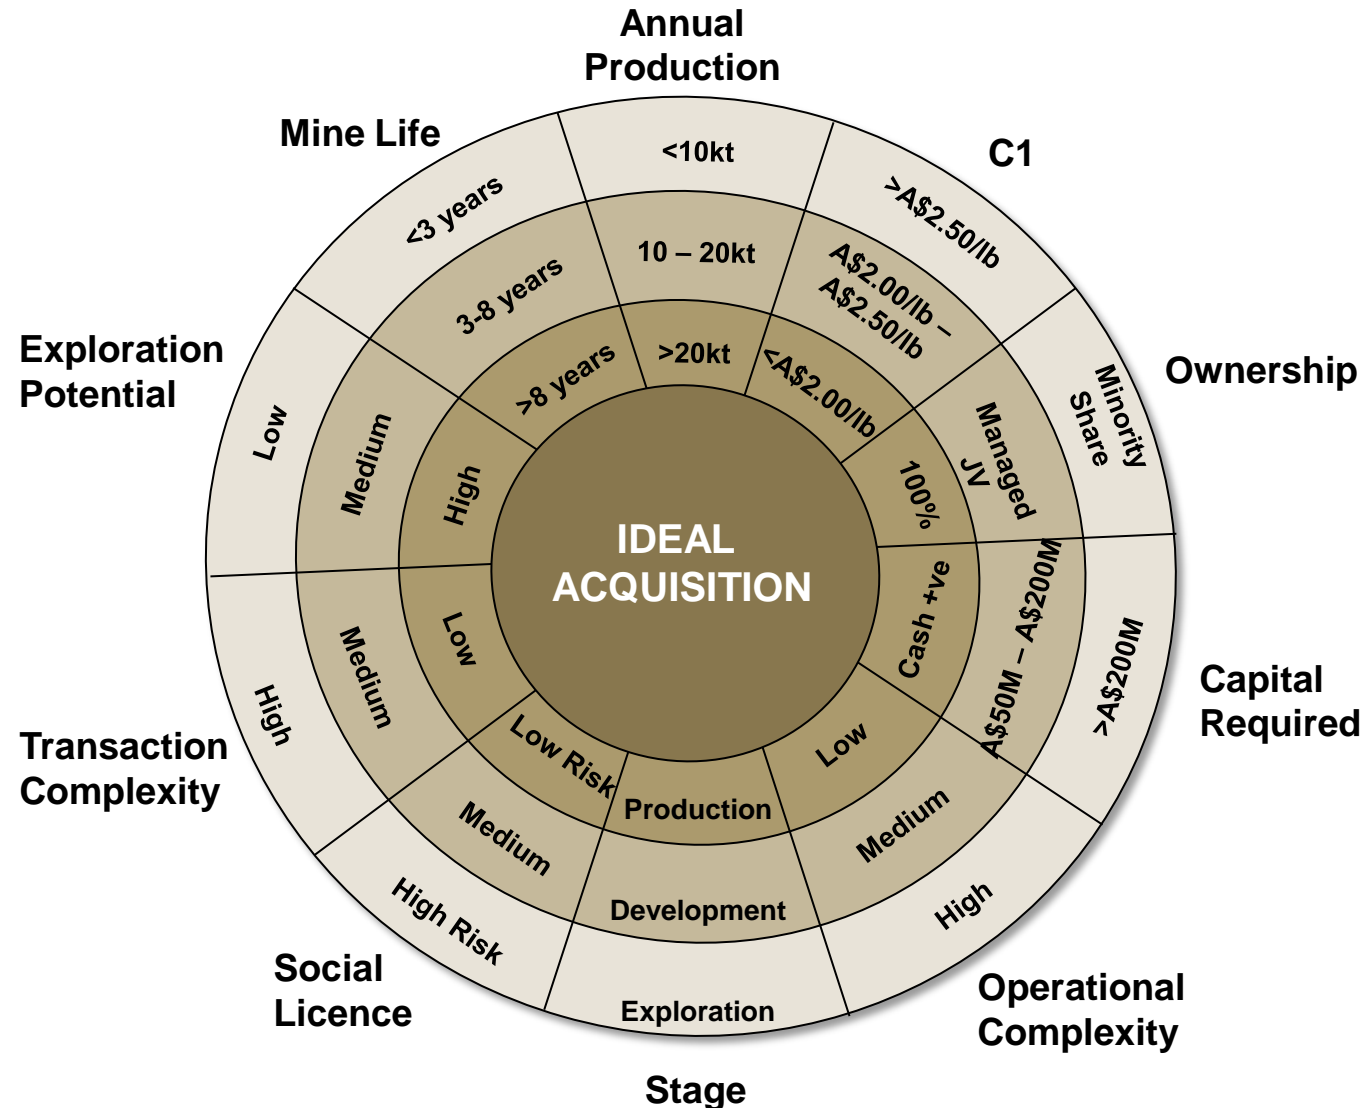 Annual
Production
<10kt
10 – 20kt
>20kt
C1
>A$2.50/lb
A$2.00/lb –
A$2.50/lb
<A$2.00/lb
Ownership
Minority
Share
Managed
JV
100%
Capital
Required
>A$200M
A$50M – A$200M
Cash +ve
Operational
Complexity
High
Medium
Low
Stage
Exploration
Development
Production
Social
Licence
High Risk
Medium
Low Risk
Transaction
Complexity
High
Medium
Low
Exploration
Potential
Low
Medium
High
Mine Life
<3 years
3-8 years
>8 years
IDEAL
ACQUISITION